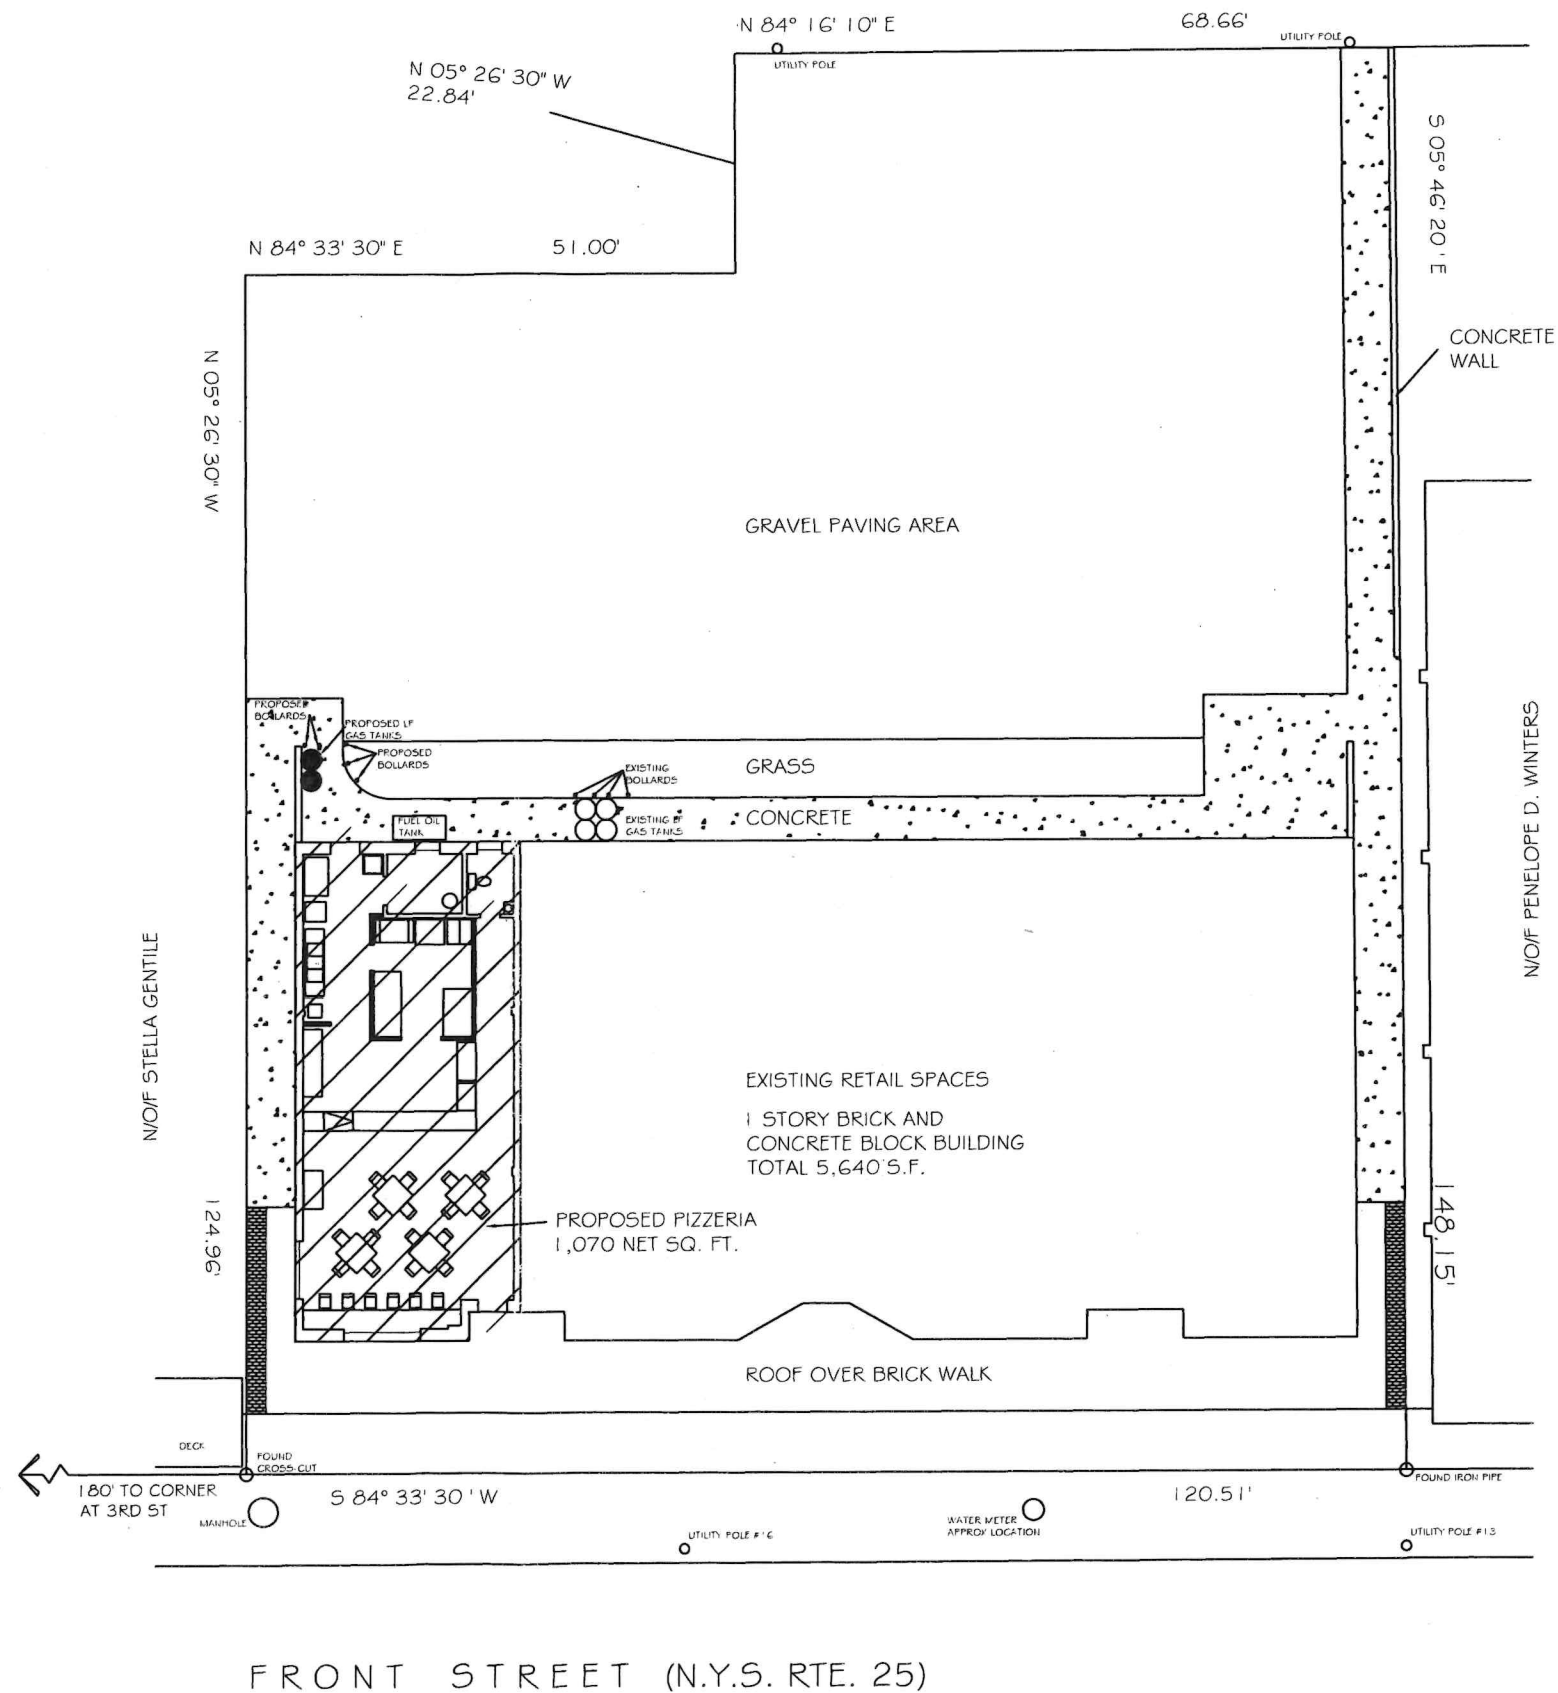 N 84° 16' 10" E
68.66'
UTILITY POLE
UTILITY POLE
N 05° 26' 30" W
22.84'
S 05° 46' 20' E
N 84° 33' 30" E
51.00'
CONCRETE
WALL
N 05° 26' 30" W
GRAVEL PAVING AREA
PROPOSED
BOLLARDS
PROPOSED LP
GAS TANKS
PROPOSED
BOLLARDS
EXISTING
BOLLARDS
GRASS
N/O/F PENELOPE D. WINTERS
FUEL OIL
TANK
EXISTING
GAS TANKS
CONCRETE
N/O/F STELLA GENTILE
EXISTING RETAIL SPACES
1 STORY BRICK AND
CONCRETE BLOCK BUILDING
TOTAL 5,640 S.F.
124.96'
PROPOSED PIZZERIA
1,070 NET SQ. FT.
148.15'
ROOF OVER BRICK WALK
DECK
FOUND
CROSS-CUT
180' TO CORNER
AT 3RD ST
S 84° 33' 30 ' W
120.51'
FOUND IRON PIPE
MANHOLE
WATER METER
APPROX LOCATION
UTILITY POLE #16
UTILITY POLE #13
FRONT STREET (N.Y.S. RTE. 25)